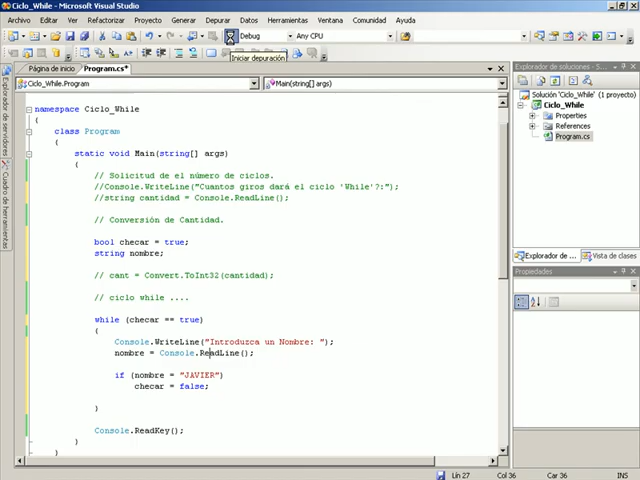 Ciclo_While - Microsoft Visual Studio
Archivo Editar Ver Refactorizar Proyecto Generar Depurar Datos Herramientas Ventana Comunidad Ayuda
Debug Any CPU
Iniciar depuración
Página de inicio Program.cs*
Ciclo_While.Program Main(string[] args)
namespace Ciclo_While
{
class Program
{
static void Main(string[] args)
{
// Solicitud de el número de ciclos.
//Console.WriteLine("Cuantos giros dará el ciclo 'While'?:");
//string cantidad = Console.ReadLine();
// Conversión de Cantidad.
bool checar = true;
string nombre;
// cant = Convert.ToInt32(cantidad);
// ciclo while ....
while (checar == true)
{
Console.WriteLine("Introduzca un Nombre: ");
nombre = Console.ReadLine();
if (nombre = "JAVIER")
checar = false;
}
Console.ReadKey();
}
}
Explorador de servidores
Cuadro de herramientas
Explorador de soluciones - Ciclo_While
Solución 'Ciclo_While' (1 proyecto)
Ciclo_While
Properties
References
Program.cs
Explorador de... Vista de clases
Propiedades
Lín 27 Col 36 Car 36